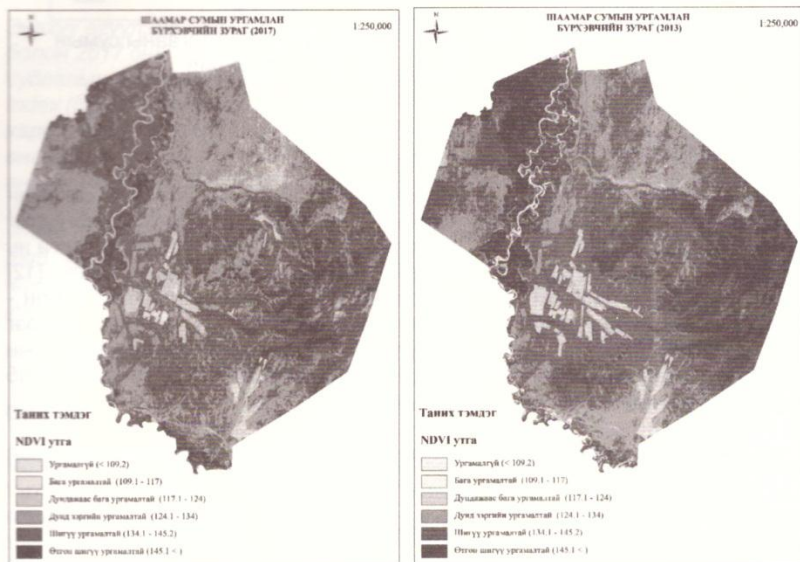 ШААМАР СУМЫН УРГАМЛАН
БҮРХЭВЧИЙН ЗУРАГ (2017)
1:250,000
Таних тэмдэг
NDVI утга
Ургамалгүй (< 109.2)
Бага ургамалтай (109.1 - 117)
Дунджаас бага ургамалтай (117.1 - 124)
Дунд зэргийн ургамалтай (124.1 - 134)
Шигүү ургамалтай (134.1 - 145.2)
Өтгөн шигүү ургамалтай (145.1 < )
ШААМАР СУМЫН УРГАМЛАН
БҮРХЭВЧИЙН ЗУРАГ (2013)
1:250,000
Таних тэмдэг
NDVI утга
Ургамалгүй (< 109.2)
Бага ургамалтай (109.1 - 117)
Дунджаас бага ургамалтай (117.1 - 124)
Дунд зэргийн ургамалтай (124.1 - 134)
Шигүү ургамалтай (134.1 - 145.2)
Өтгөн шигүү ургамалтай (145.1 < )